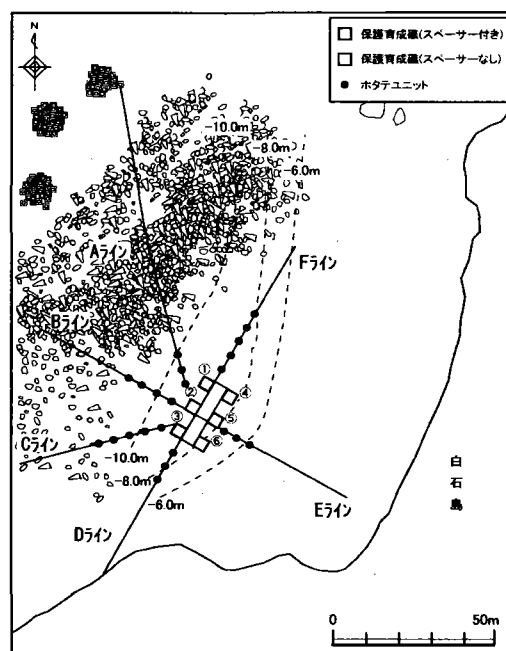 N
保護育成礁(スペーサー付き)
保護育成礁(スペーサーなし)
ホタテユニット
-10.0m
-8.0m
-6.0m
Aライン
Fライン
Bライン
①
②
④
③
⑤
⑥
Cライン
-10.0m
-8.0m
-6.0m
Eライン
Dライン
白石島
0 50m